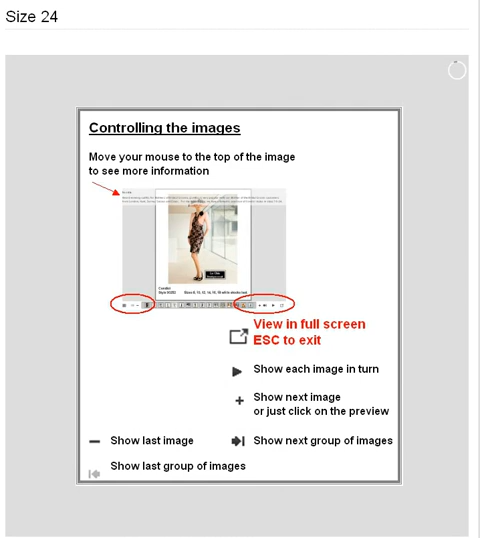 Size 24
Controlling the images
Move your mouse to the top of the image
to see more information
View in full screen
ESC to exit
Show each image in turn
Show next image
or just click on the preview
Show last image
Show next group of images
Show last group of images